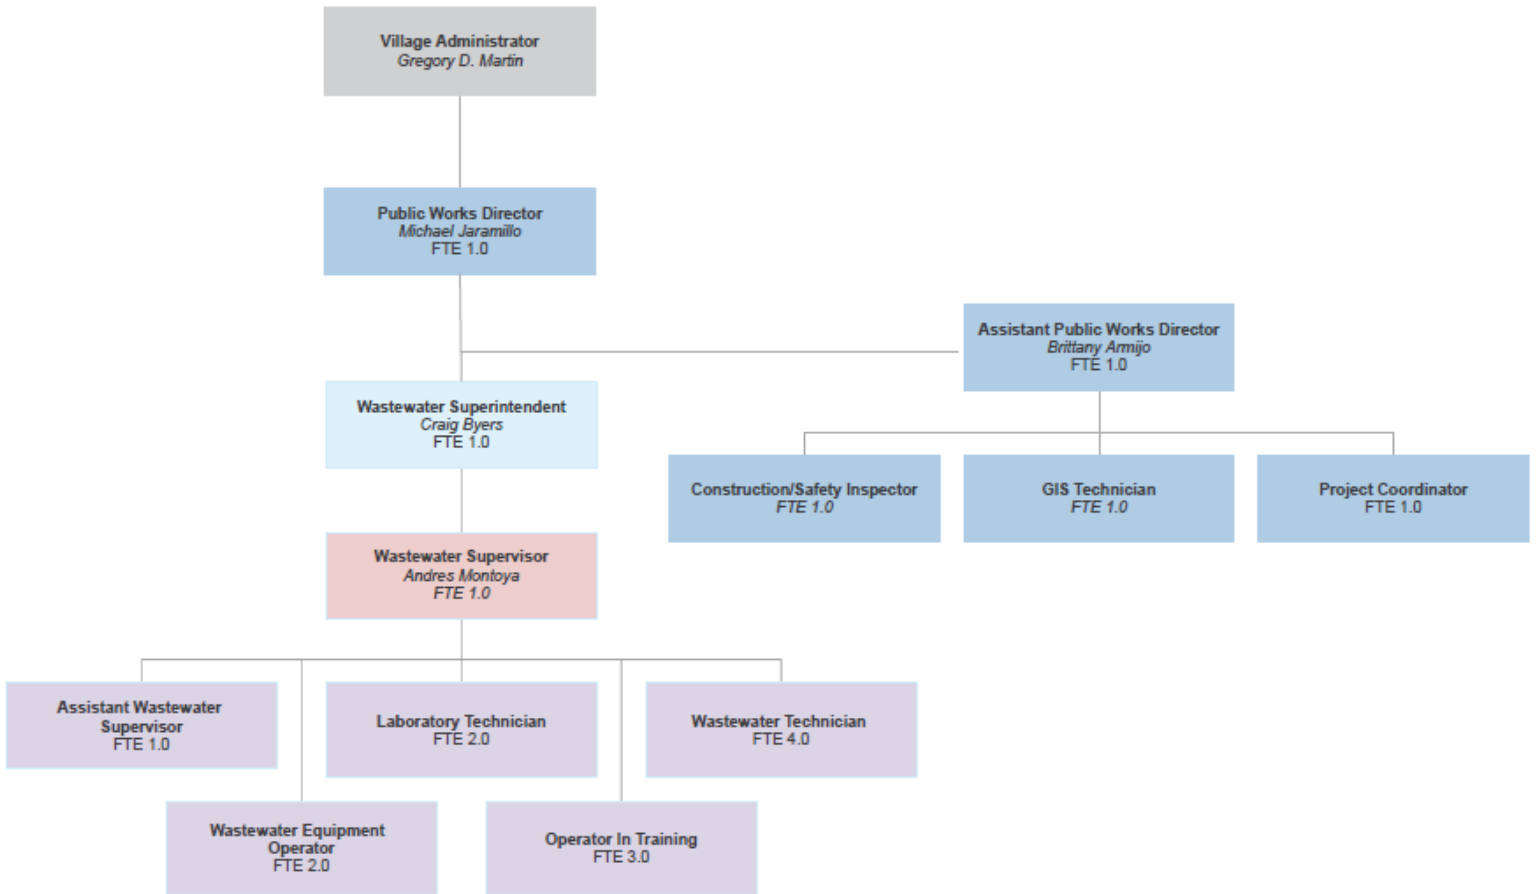 Village Administrator
Gregory D. Martin
Public Works Director
Michael Jaramillo
FTE 1.0
Assistant Public Works Director
Brittany Armijo
FTE 1.0
Wastewater Superintendent
Craig Byers
FTE 1.0
Construction/Safety Inspector
FTE 1.0
GIS Technician
FTE 1.0
Project Coordinator
FTE 1.0
Wastewater Supervisor
Andres Montoya
FTE 1.0
Assistant Wastewater
Supervisor
FTE 1.0
Laboratory Technician
FTE 2.0
Wastewater Technician
FTE 4.0
Wastewater Equipment
Operator
FTE 2.0
Operator In Training
FTE 3.0